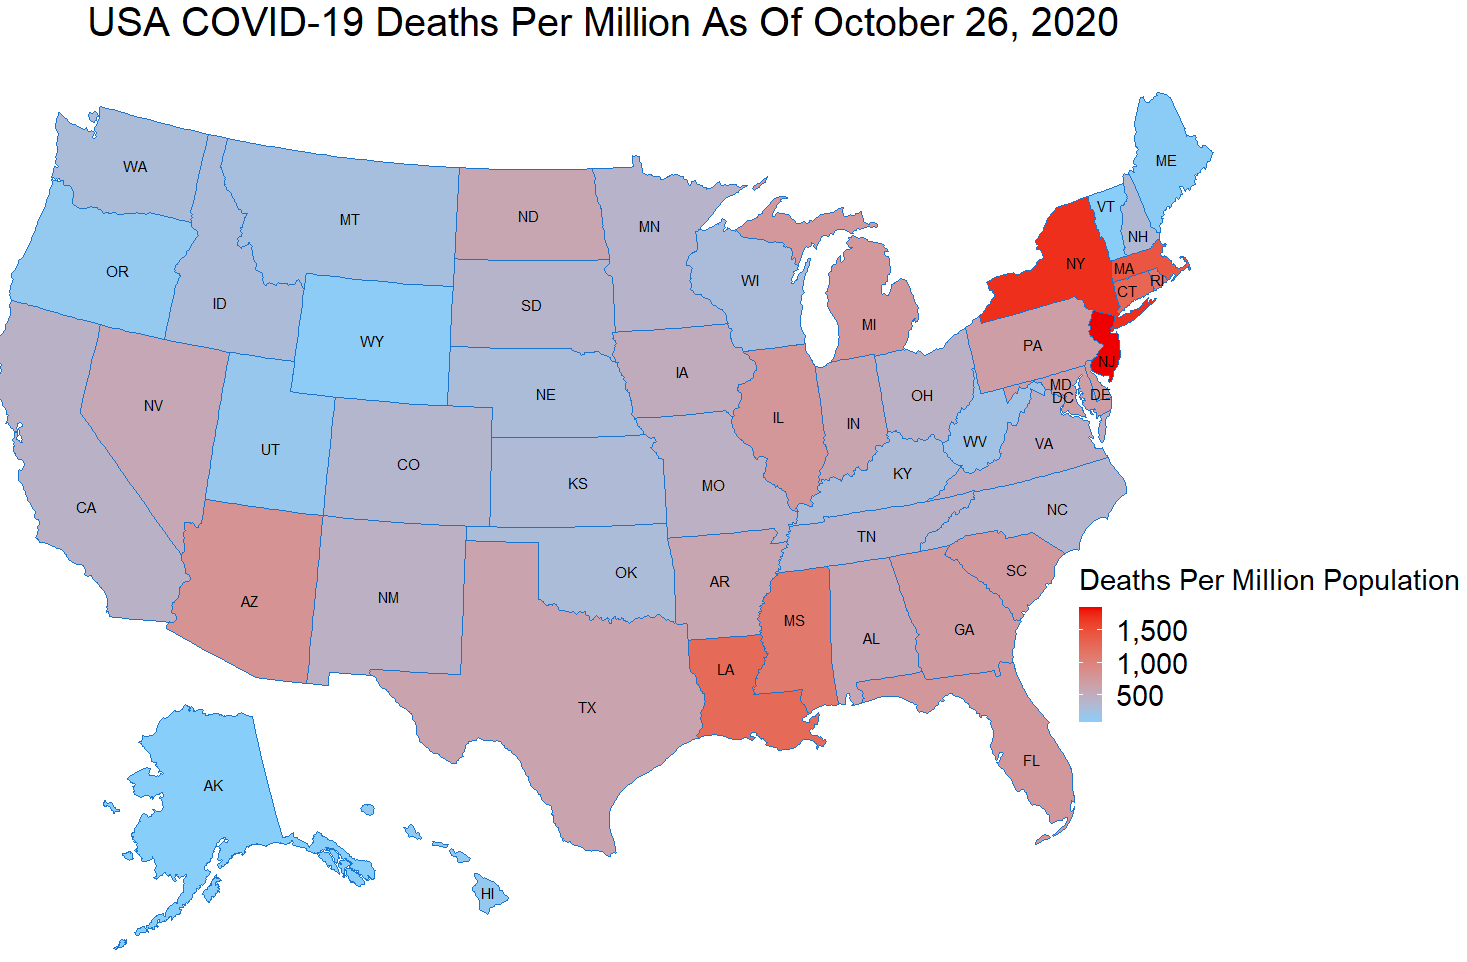 USA COVID-19 Deaths Per Million As Of October 26, 2020
ME
WA
VT
ND
MT
MN
NH
NY
OR
MA
WI
RI
CT
ID
SD
MI
WY
PA
NJ
IA
MD
NE
DE
OH
DC
NV
IL
IN
WV
VA
UT
CO
KY
KS
MO
CA
NC
TN
SC
OK
AR
Deaths Per Million Population
NM
AZ
MS
GA
1,500
AL
1,000
LA
500
TX
FL
AK
HI